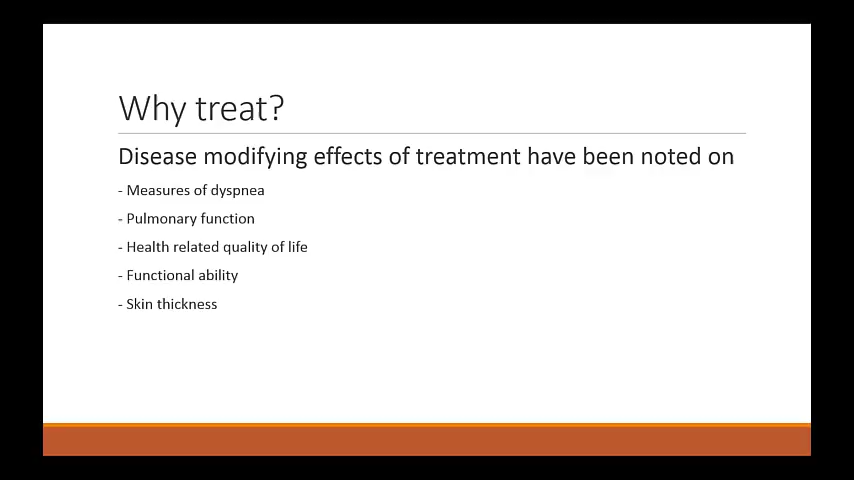 Why treat?
Disease modifying effects of treatment have been noted on
- Measures of dyspnea
- Pulmonary function
- Health related quality of life
- Functional ability
- Skin thickness